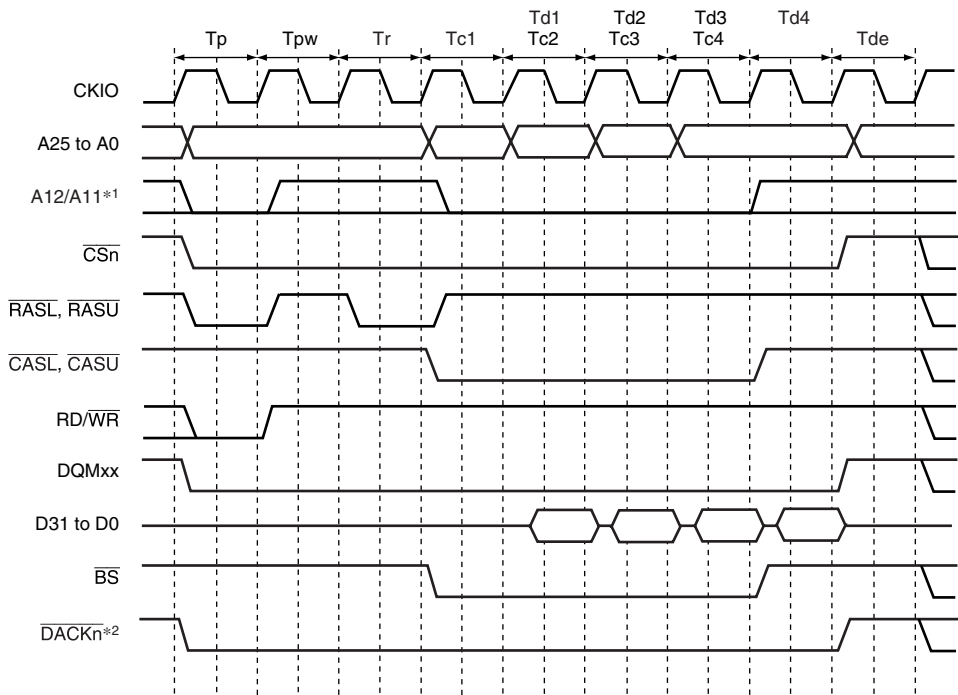 Td1 Td2 Td3 Td4
Tp Tpw Tr Tc1 Tc2 Tc3 Tc4 Tde
CKIO
A25 to A0
A12/A11*1
CSn
RASL, RASU
CASL, CASU
RD/WR
DQMxx
D31 to D0
BS
DACKn*2